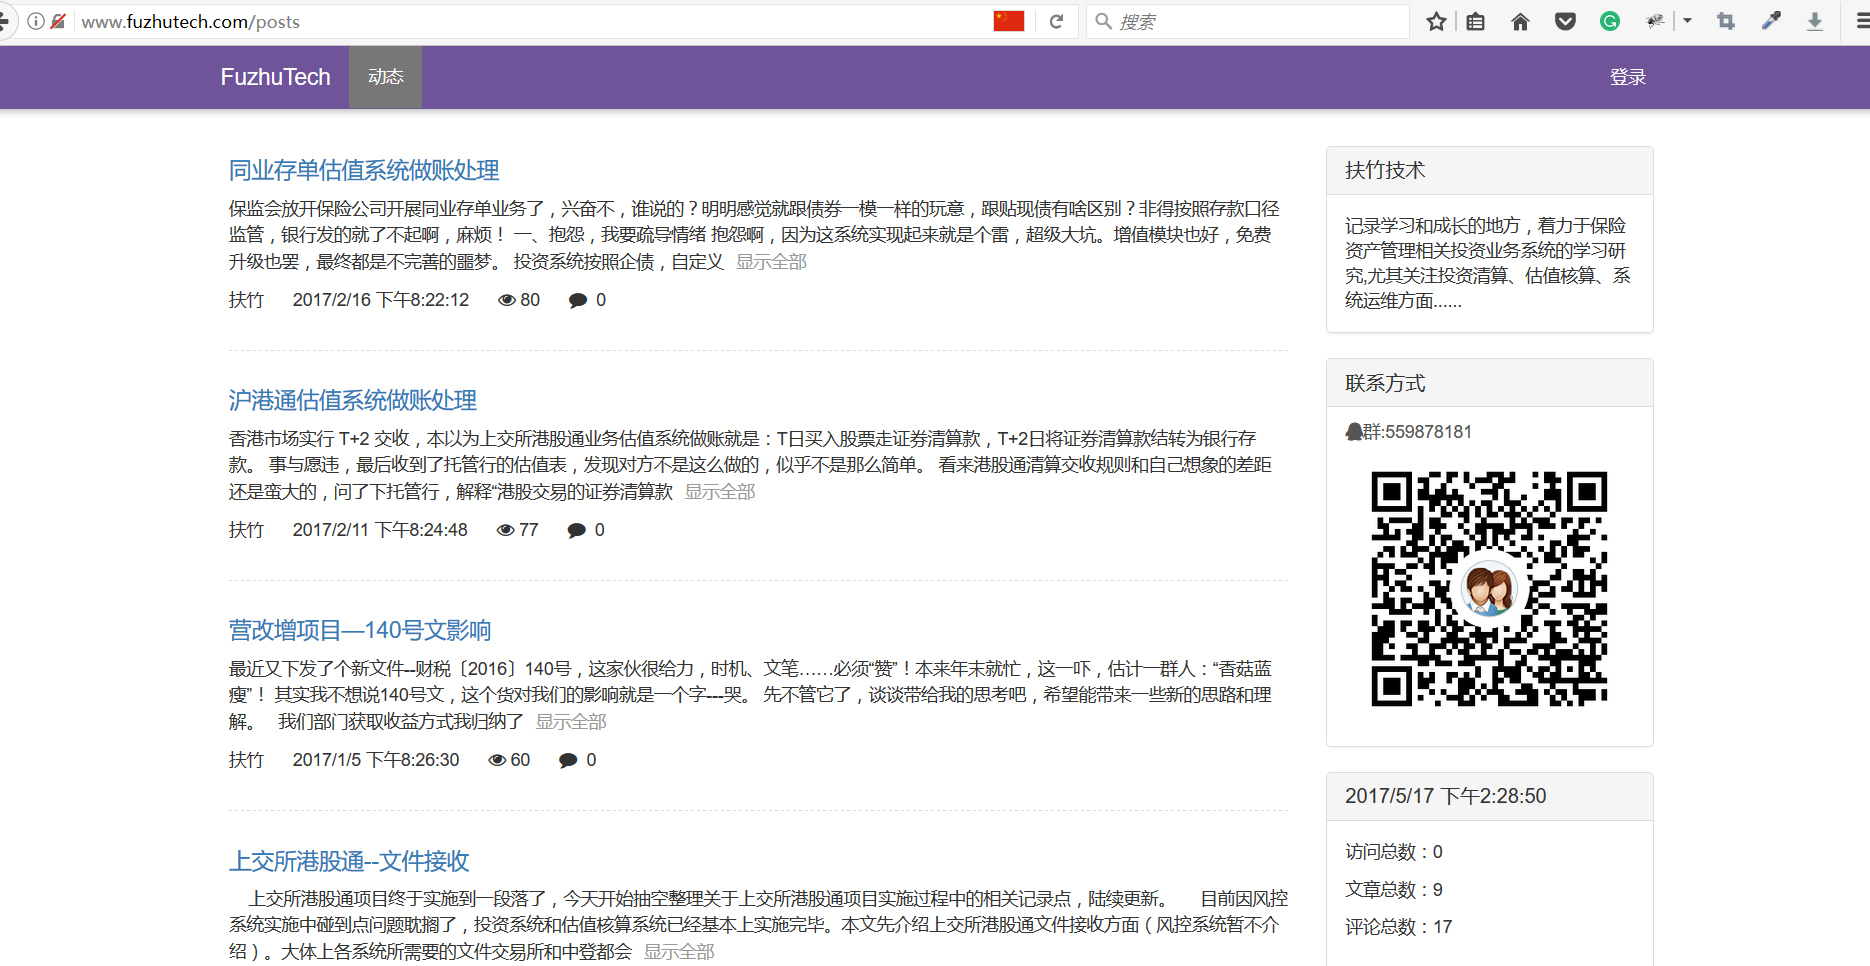 www.fuzhutech.com/posts
搜索
FuzhuTech
动态
登录
同业存单估值系统做账处理
保监会放开保险公司开展同业存单业务了，兴奋不，谁说的？明明感觉就跟债券一模一样的玩意，跟贴现债有啥区别？非得按照存款口径
监管，银行发的就了不起啊，麻烦！ 一、抱怨，我要疏导情绪 抱怨啊，因为这系统实现起来就是个雷，超级大坑。增值模块也好，免费
升级也罢，最终都是不完善的噩梦。 投资系统按照企债，自定义 显示全部
扶竹 2017/2/16 下午8:22:12 80 0
沪港通估值系统做账处理
香港市场实行 T+2 交收，本以为上交所港股通业务估值系统做账就是：T日买入股票走证券清算款，T+2日将证券清算款结转为银行存
款。 事与愿违，最后收到了托管行的估值表，发现对方不是这么做的，似乎不是那么简单。 看来港股通清算交收规则和自己想象的差距
还是蛮大的，问了下托管行，解释“港股交易的证券清算款 显示全部
扶竹 2017/2/11 下午8:24:48 77 0
营改增项目—140号文影响
最近又下发了个新文件--财税〔2016〕140号，这家伙很给力，时机、文笔……必须“赞”！本来年末就忙，这一吓，估计一群人：“香菇蓝
瘦”！ 其实我不想说140号文，这个货对我们的影响就是一个字---哭。 先不管它了，谈谈带给我的思考吧，希望能带来一些新的思路和理
解。 我们部门获取收益方式我归纳了 显示全部
扶竹 2017/1/5 下午8:26:30 60 0
上交所港股通--文件接收
上交所港股通项目终于实施到一段落了，今天开始抽空整理关于上交所港股通项目实施过程中的相关记录点，陆续更新。 目前因风控
系统实施中碰到点问题耽搁了，投资系统和估值核算系统已经基本上实施完毕。本文先介绍上交所港股通文件接收方面（风控系统暂不介
绍）。大体上各系统所需要的文件交易所和中登都会 显示全部
扶竹技术
记录学习和成长的地方，着力于保险
资产管理相关投资业务系统的学习研
究,尤其关注投资清算、估值核算、系
统运维方面......
联系方式
群:559878181
2017/5/17 下午2:28:50
访问总数：0
文章总数：9
评论总数：17